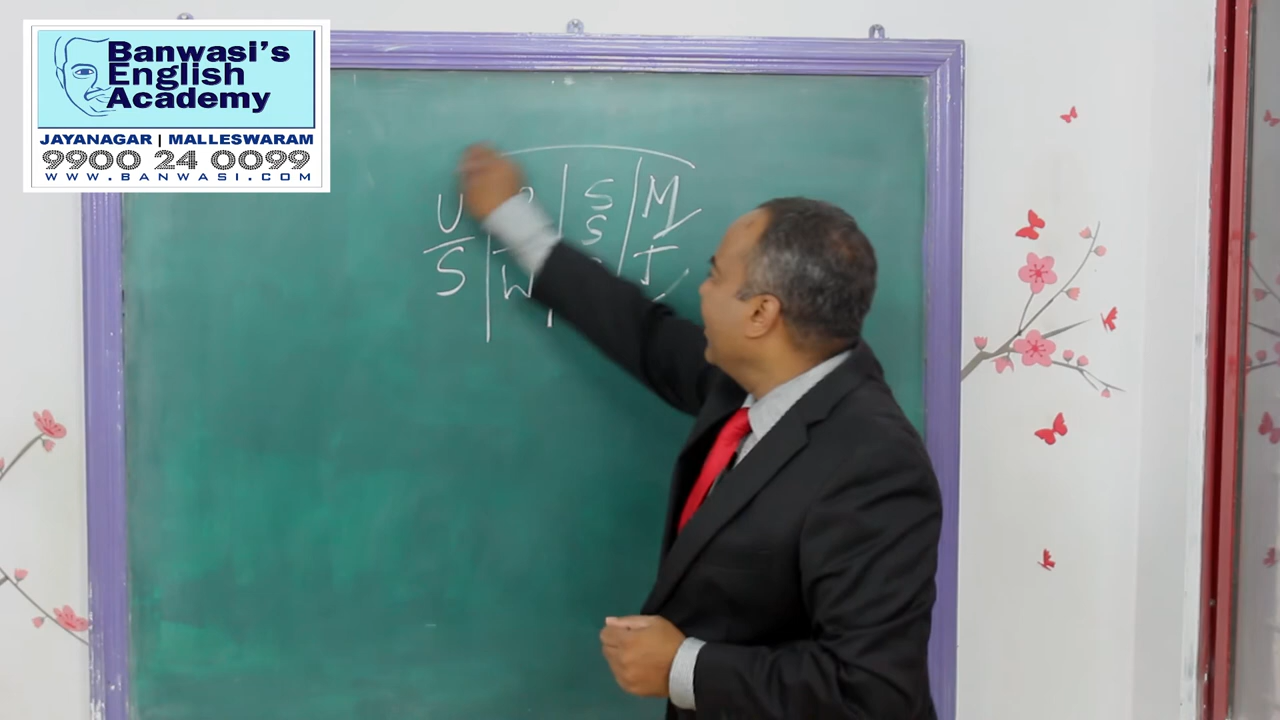 Banwasi's
English
Academy
JAYANAGAR | MALLESWARAM
9900 24 0099
WWW.BANWASI.COM
U S M
S
S W T